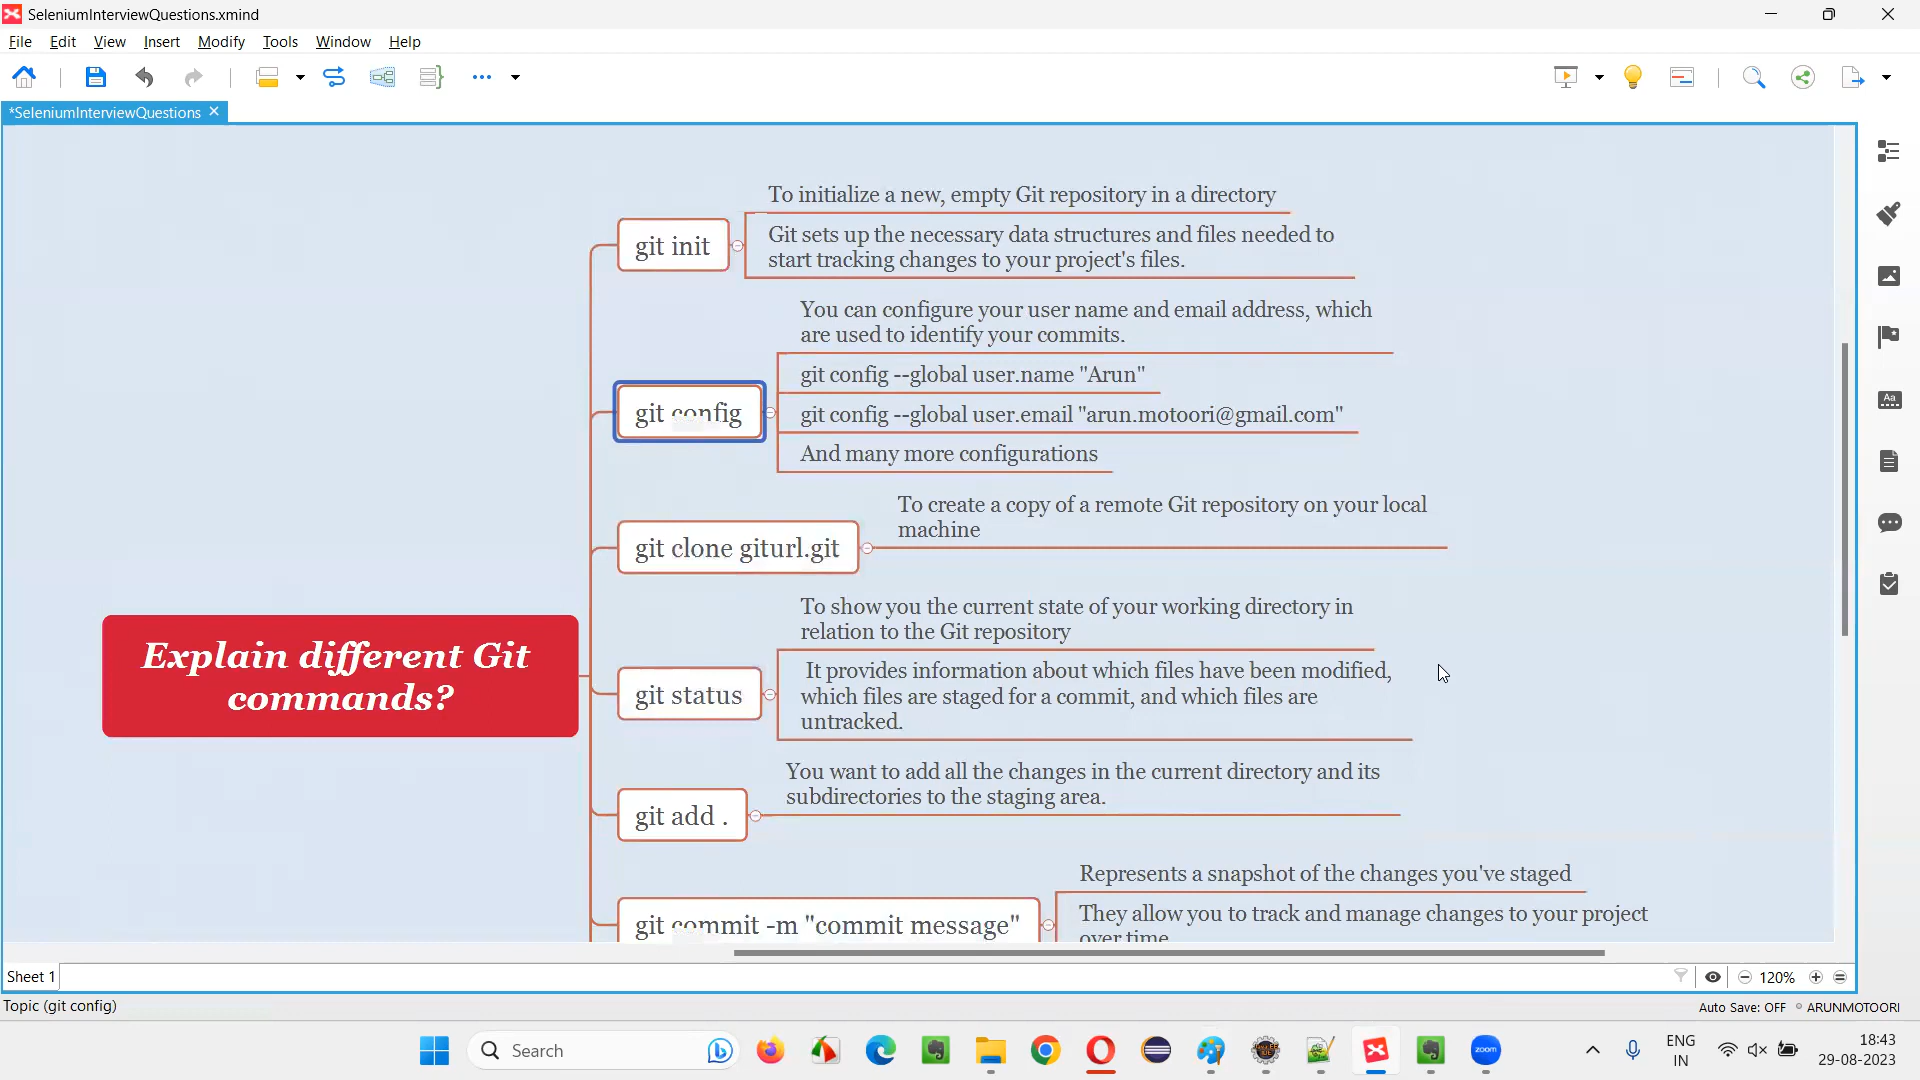 SeleniumInterviewQuestions.xmind
File Edit View Insert Modify Tools Window Help
*SeleniumInterviewQuestions
To initialize a new, empty Git repository in a directory
git init
Git sets up the necessary data structures and files needed to
start tracking changes to your project's files.
You can configure your user name and email address, which
are used to identify your commits.
git config --global user.name "Arun"
git config
git config --global user.email "arun.motoori@gmail.com"
And many more configurations
To create a copy of a remote Git repository on your local
machine
git clone giturl.git
To show you the current state of your working directory in
relation to the Git repository
Explain different Git
commands?
git status
It provides information about which files have been modified,
which files are staged for a commit, and which files are
untracked.
You want to add all the changes in the current directory and its
subdirectories to the staging area.
git add .
Represents a snapshot of the changes you've staged
git commit -m "commit message"
They allow you to track and manage changes to your project
over time
Aa
Sheet 1
120%
Topic (git config)
Auto Save: OFF
ARUNMOTOORI
Search
zoom
ENG
IN
18:43
29-08-2023